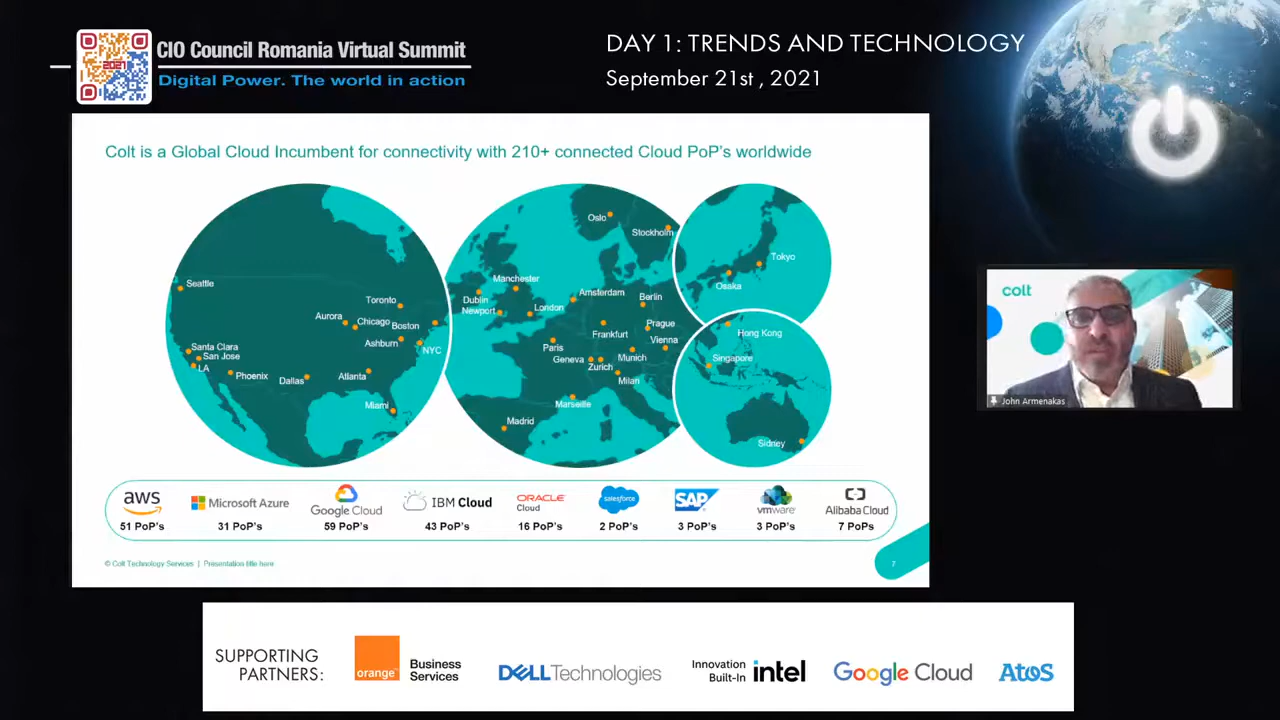 CIO Council Romania Virtual Summit
2021
Digital Power. The world in action
DAY 1: TRENDS AND TECHNOLOGY
September 21st , 2021
Colt is a Global Cloud Incumbent for connectivity with 210+ connected Cloud PoP's worldwide
Seattle
Toronto
Aurora
Chicago
Boston
Ashburn
NYC
Santa Clara
San Jose
LA
Phoenix
Dallas
Atlanta
Miami
Oslo
Stockholm
Manchester
Dublin
Newport
London
Amsterdam
Berlin
Frankfurt
Prague
Vienna
Paris
Geneva
Zurich
Munich
Milan
Marseille
Madrid
Tokyo
Osaka
Hong Kong
Singapore
Sidney
aws
51 PoP's
Microsoft Azure
31 PoP's
Google Cloud
59 PoP's
IBM Cloud
43 PoP's
ORACLE
Cloud
16 PoP's
salesforce
2 PoP's
SAP
3 PoP's
vmware
3 PoP's
Alibaba Cloud
7 PoPs
© Colt Technology Services | Presentation title here
7
colt
John Armenakas
SUPPORTING
PARTNERS:
orange™
Business
Services
DELL Technologies
Innovation
Built-In
intel
Google Cloud
Atos